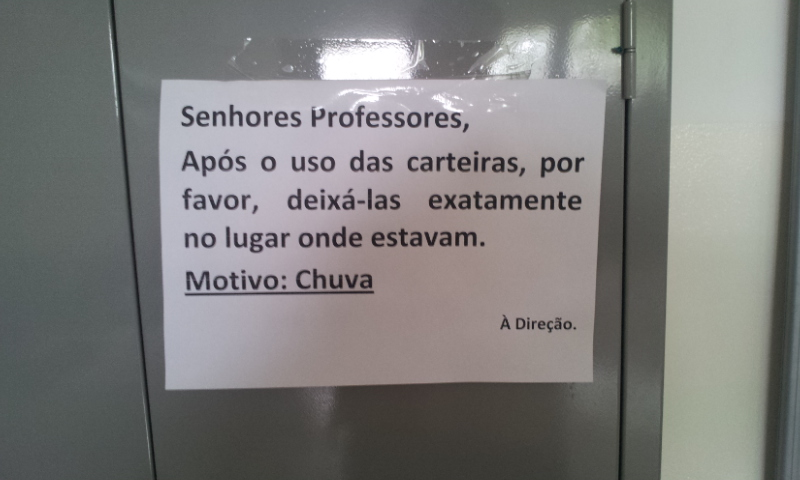 Senhores Professores,
Após o uso das carteiras, por
favor, deixá-las exatamente
no lugar onde estavam.
Motivo: Chuva
À Direção.